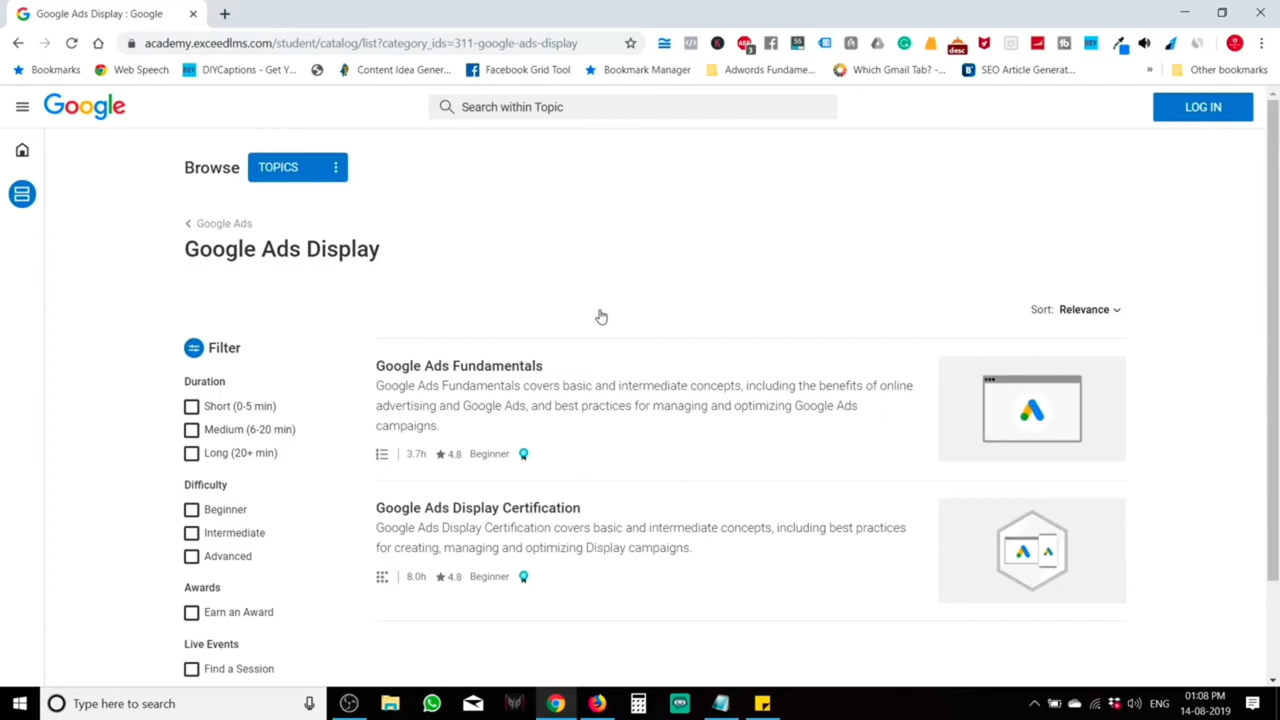 Google Ads Display : Google
academy.exceedlms.com/student/catalog/list?category_ids=311-google-ads-display
Bookmarks Web Speech DIYCaptions - Get Y... Content Idea Gener... Facebook Grid Tool Bookmark Manager Adwords Fundame... Which Gmail Tab? -... SEO Article Generat... » Other bookmarks
Google Search within Topic LOG IN
Browse TOPICS
Google Ads
Google Ads Display
Sort: Relevance
Filter
Duration
Short (0-5 min)
Medium (6-20 min)
Long (20+ min)
Difficulty
Beginner
Intermediate
Advanced
Awards
Earn an Award
Live Events
Find a Session
Google Ads Fundamentals
Google Ads Fundamentals covers basic and intermediate concepts, including the benefits of online
advertising and Google Ads, and best practices for managing and optimizing Google Ads
campaigns.
3.7h 4.8 Beginner
Google Ads Display Certification
Google Ads Display Certification covers basic and intermediate concepts, including best practices
for creating, managing and optimizing Display campaigns.
8.0h 4.8 Beginner
Type here to search
ENG
01:08 PM
14-08-2019